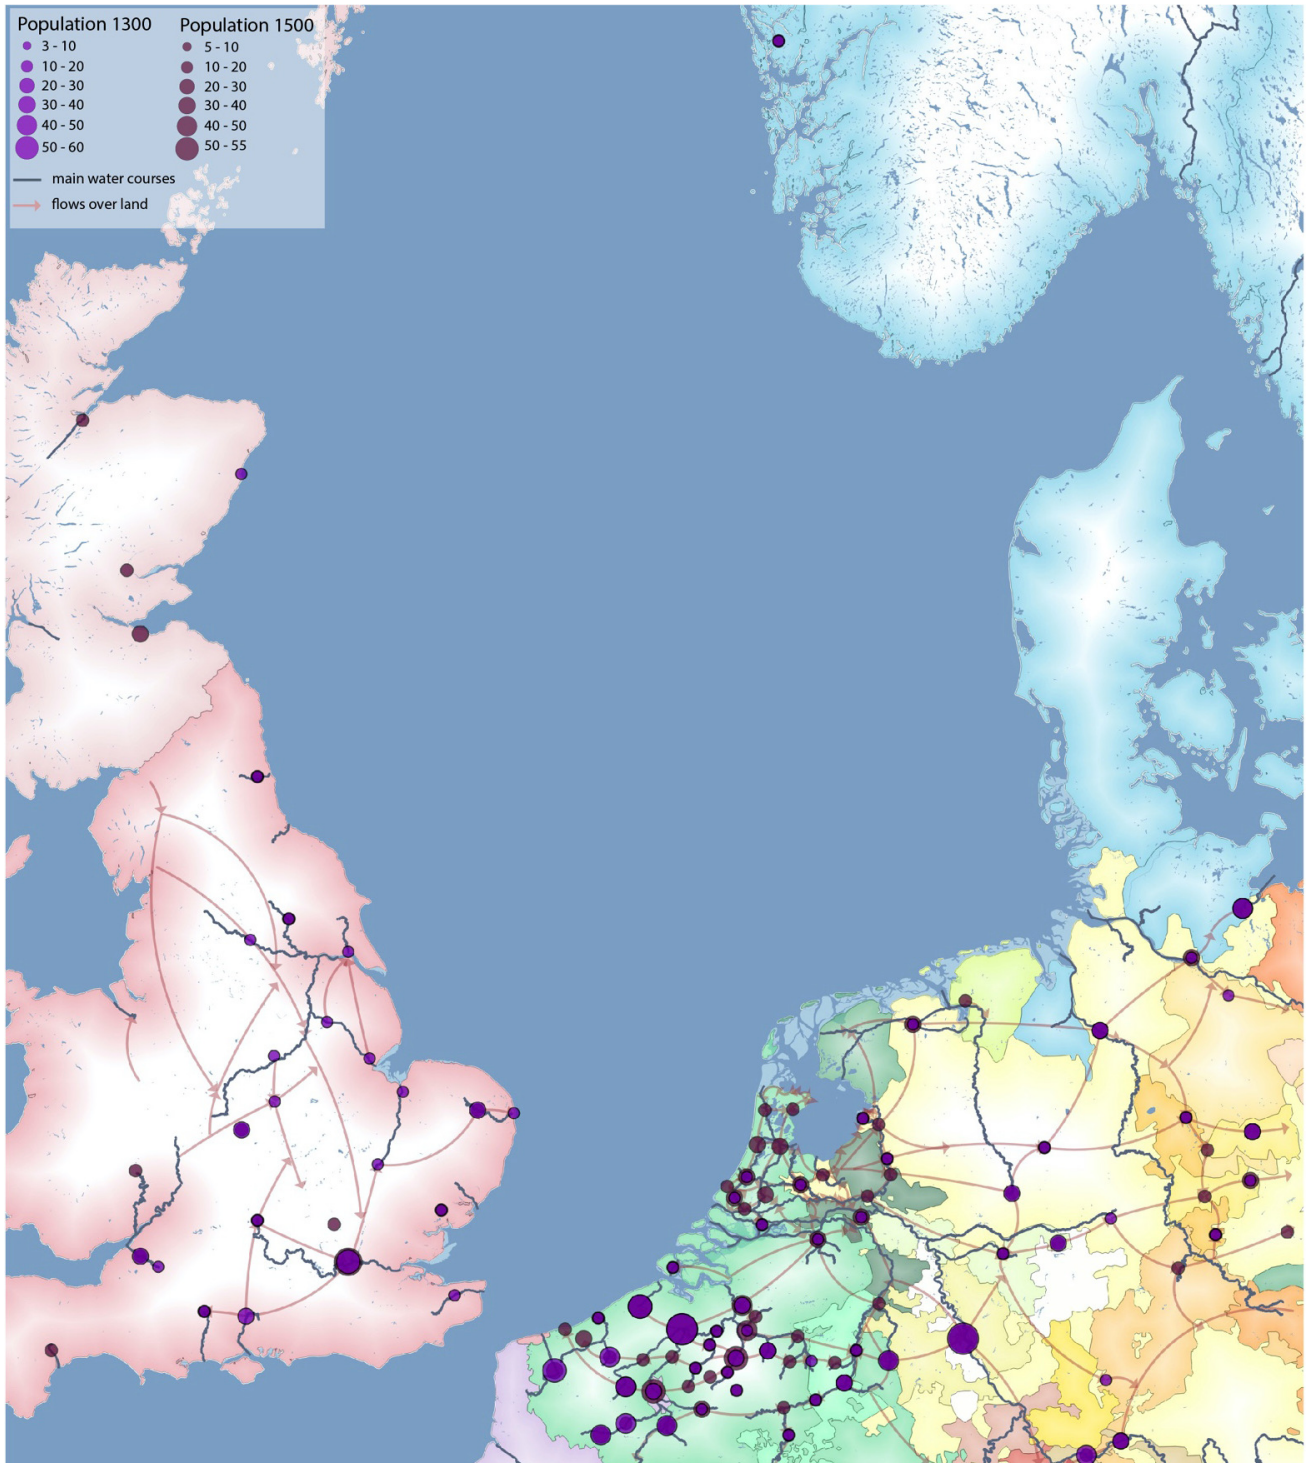 Population 1300
3 - 10
10 - 20
20 - 30
30 - 40
40 - 50
50 - 60
Population 1500
5 - 10
10 - 20
20 - 30
30 - 40
40 - 50
50 - 55
main water courses
flows over land